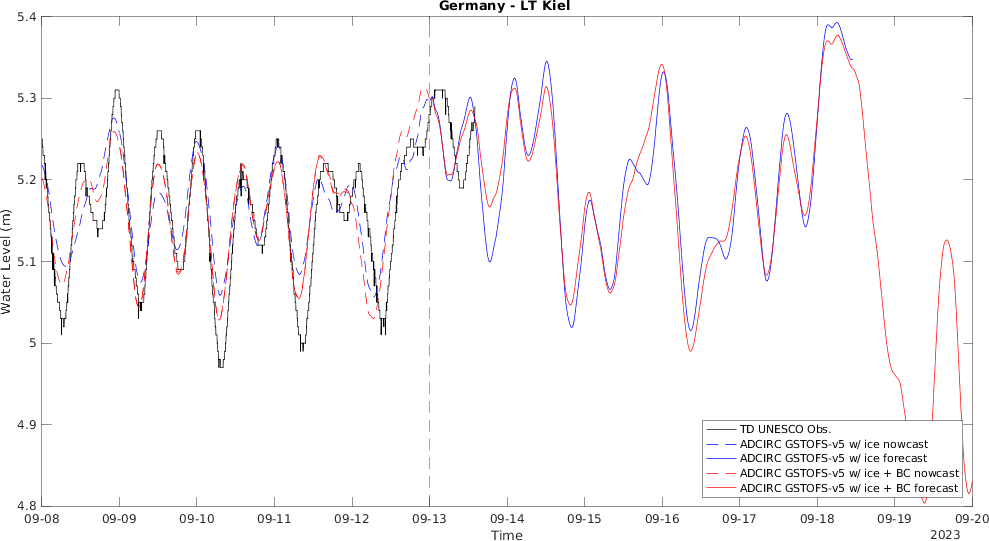 Germany - LT Kiel
5.4
5.3
5.2
5.1
5
4.9
4.8
Water Level (m)
TD UNESCO Obs.
ADCIRC GSTOFS-v5 w/ ice nowcast
ADCIRC GSTOFS-v5 w/ ice forecast
ADCIRC GSTOFS-v5 w/ ice + BC nowcast
ADCIRC GSTOFS-v5 w/ ice + BC forecast
09-08 09-09 09-10 09-11 09-12 09-13 09-14 09-15 09-16 09-17 09-18 09-19 09-20
Time 2023